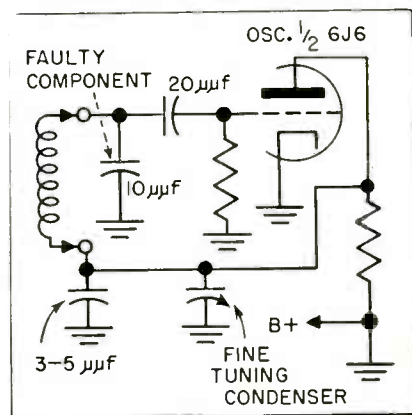 OSC. 1/2 6J6
FAULTY
COMPONENT
20μμf
10μμf
B+
3-5 μμf
FINE
TUNING
CONDENSER